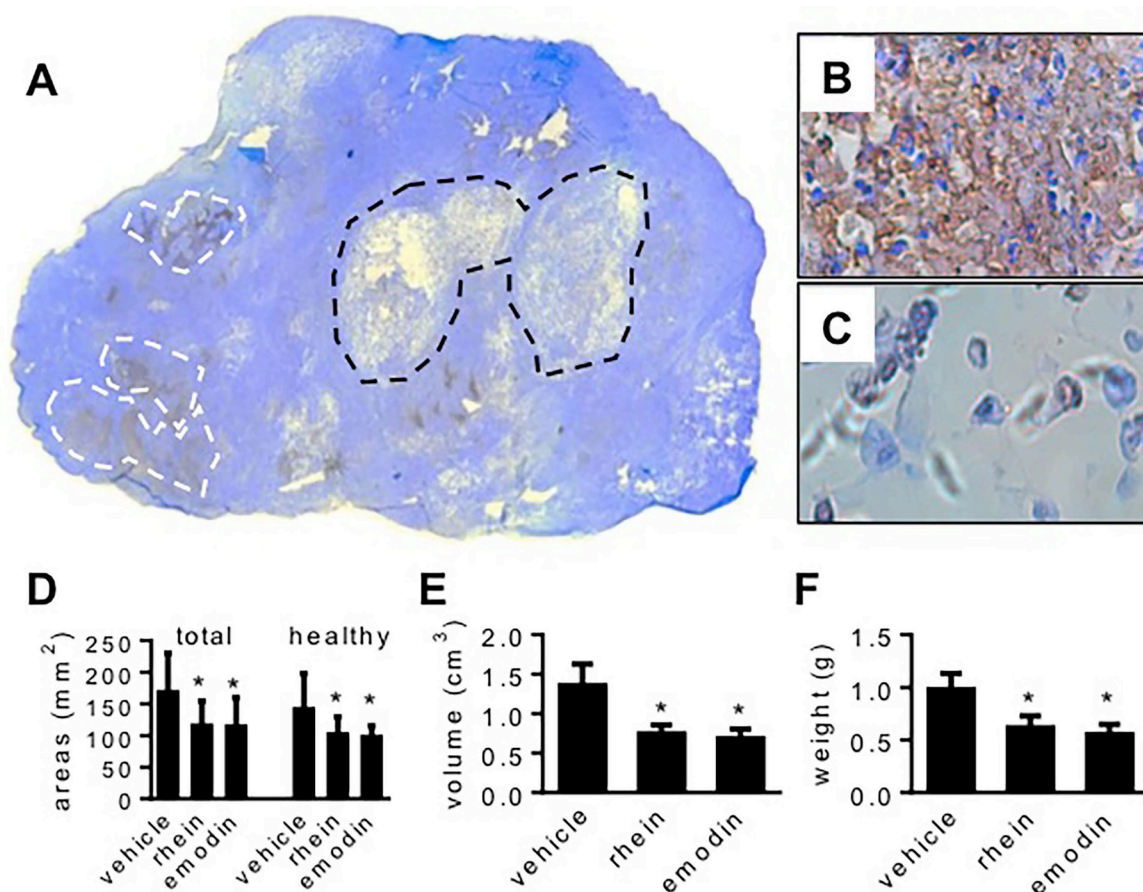 A
B
C
D
total healthy
areas (mm2)
250
200
150
100
50
0
* * * *
vehicle
rhein
emodin
vehicle
rhein
emodin
E
volume (cm3)
2.0
1.5
1.0
0.5
0.0
* *
vehicle
rhein
emodin
F
weight (g)
1.5
1.0
0.5
0.0
* *
vehicle
rhein
emodin